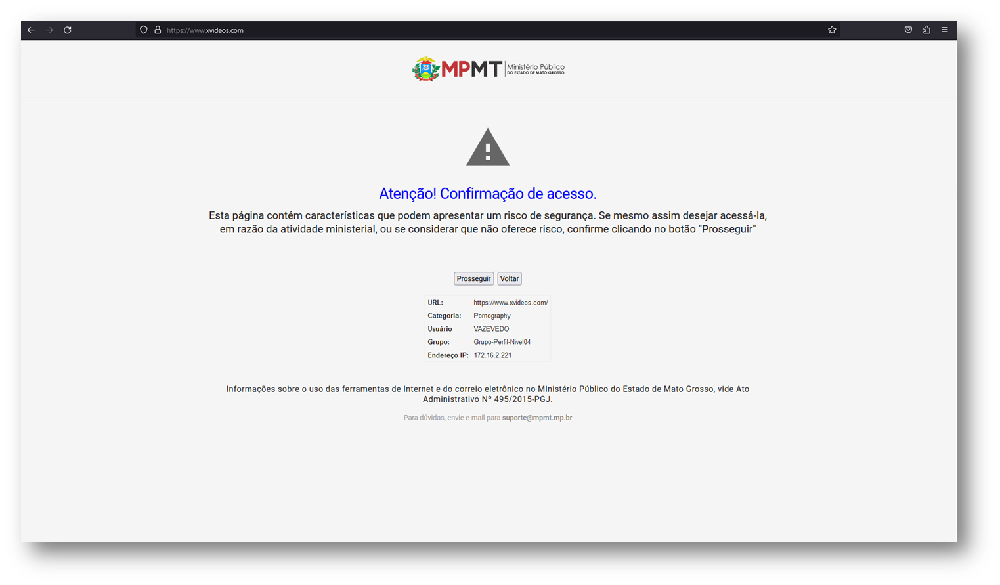 https://www.xvideos.com
MPMT Ministério Público
DO ESTADO DE MATO GROSSO
Atenção! Confirmação de acesso.
Esta página contém características que podem apresentar um risco de segurança. Se mesmo assim desejar acessá-la,
em razão da atividade ministerial, ou se considerar que não oferece risco, confirme clicando no botão "Prosseguir"
Prosseguir Voltar
URL: https://www.xvideos.com/
Categoria: Pornography
Usuário VAZEVEDO
Grupo: Grupo-Perfil-Nivel04
Endereço IP: 172.16.2.221
Informações sobre o uso das ferramentas de Internet e do correio eletrônico no Ministério Público do Estado de Mato Grosso, vide Ato
Administrativo Nº 495/2015-PGJ.
Para dúvidas, envie e-mail para suporte@mpmt.mp.br